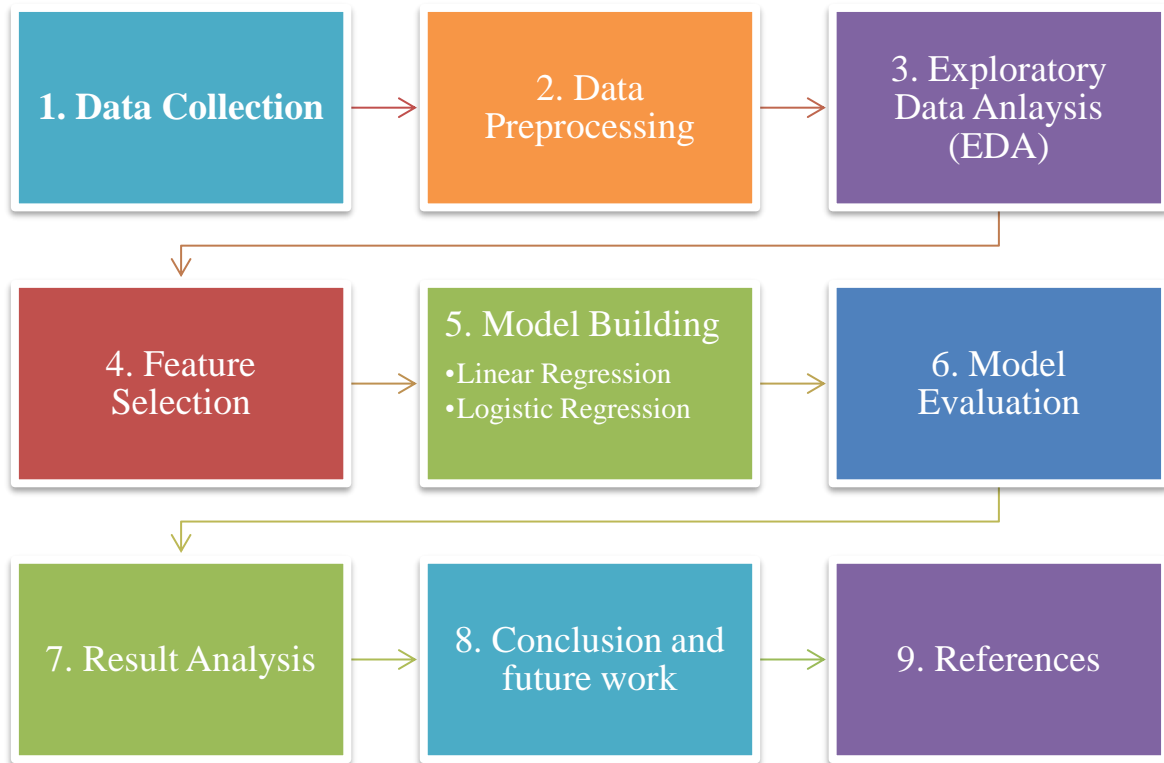 1. Data Collection
2. Data
Preprocessing
3. Exploratory
Data Anlaysis
(EDA)
4. Feature
Selection
5. Model Building
•Linear Regression
•Logistic Regression
6. Model
Evaluation
7. Result Analysis
8. Conclusion and
future work
9. References